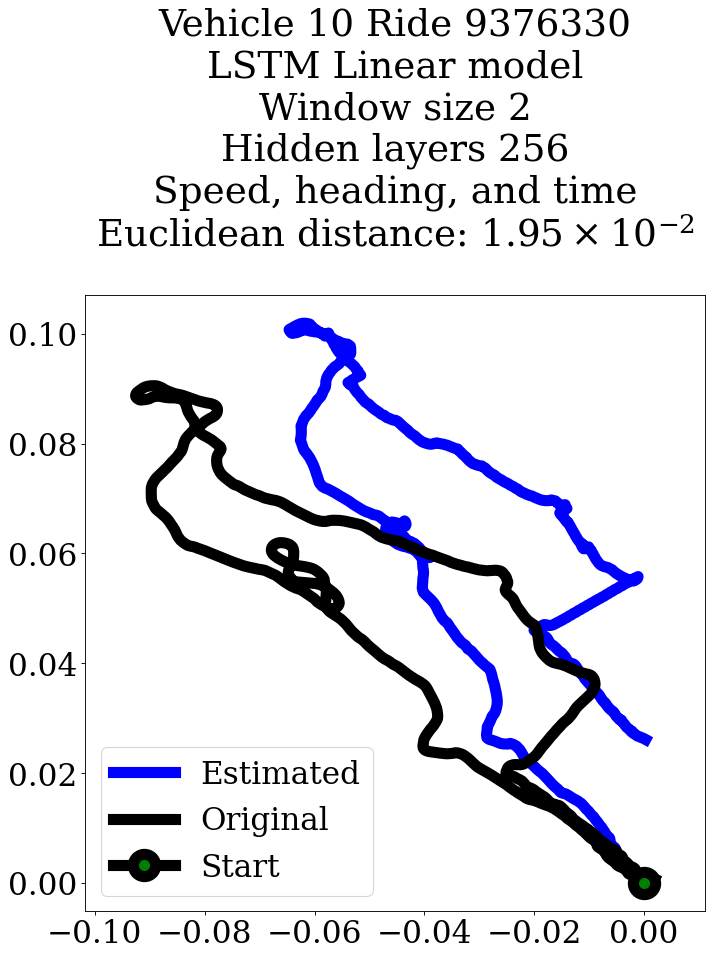 Vehicle 10 Ride 9376330
LSTM Linear model
Window size 2
Hidden layers 256
Speed, heading, and time
Euclidean distance: 1.95 × 10⁻²
0.10
0.08
0.06
0.04
0.02
0.00
Estimated
Original
Start
−0.10 −0.08 −0.06 −0.04 −0.02 0.00